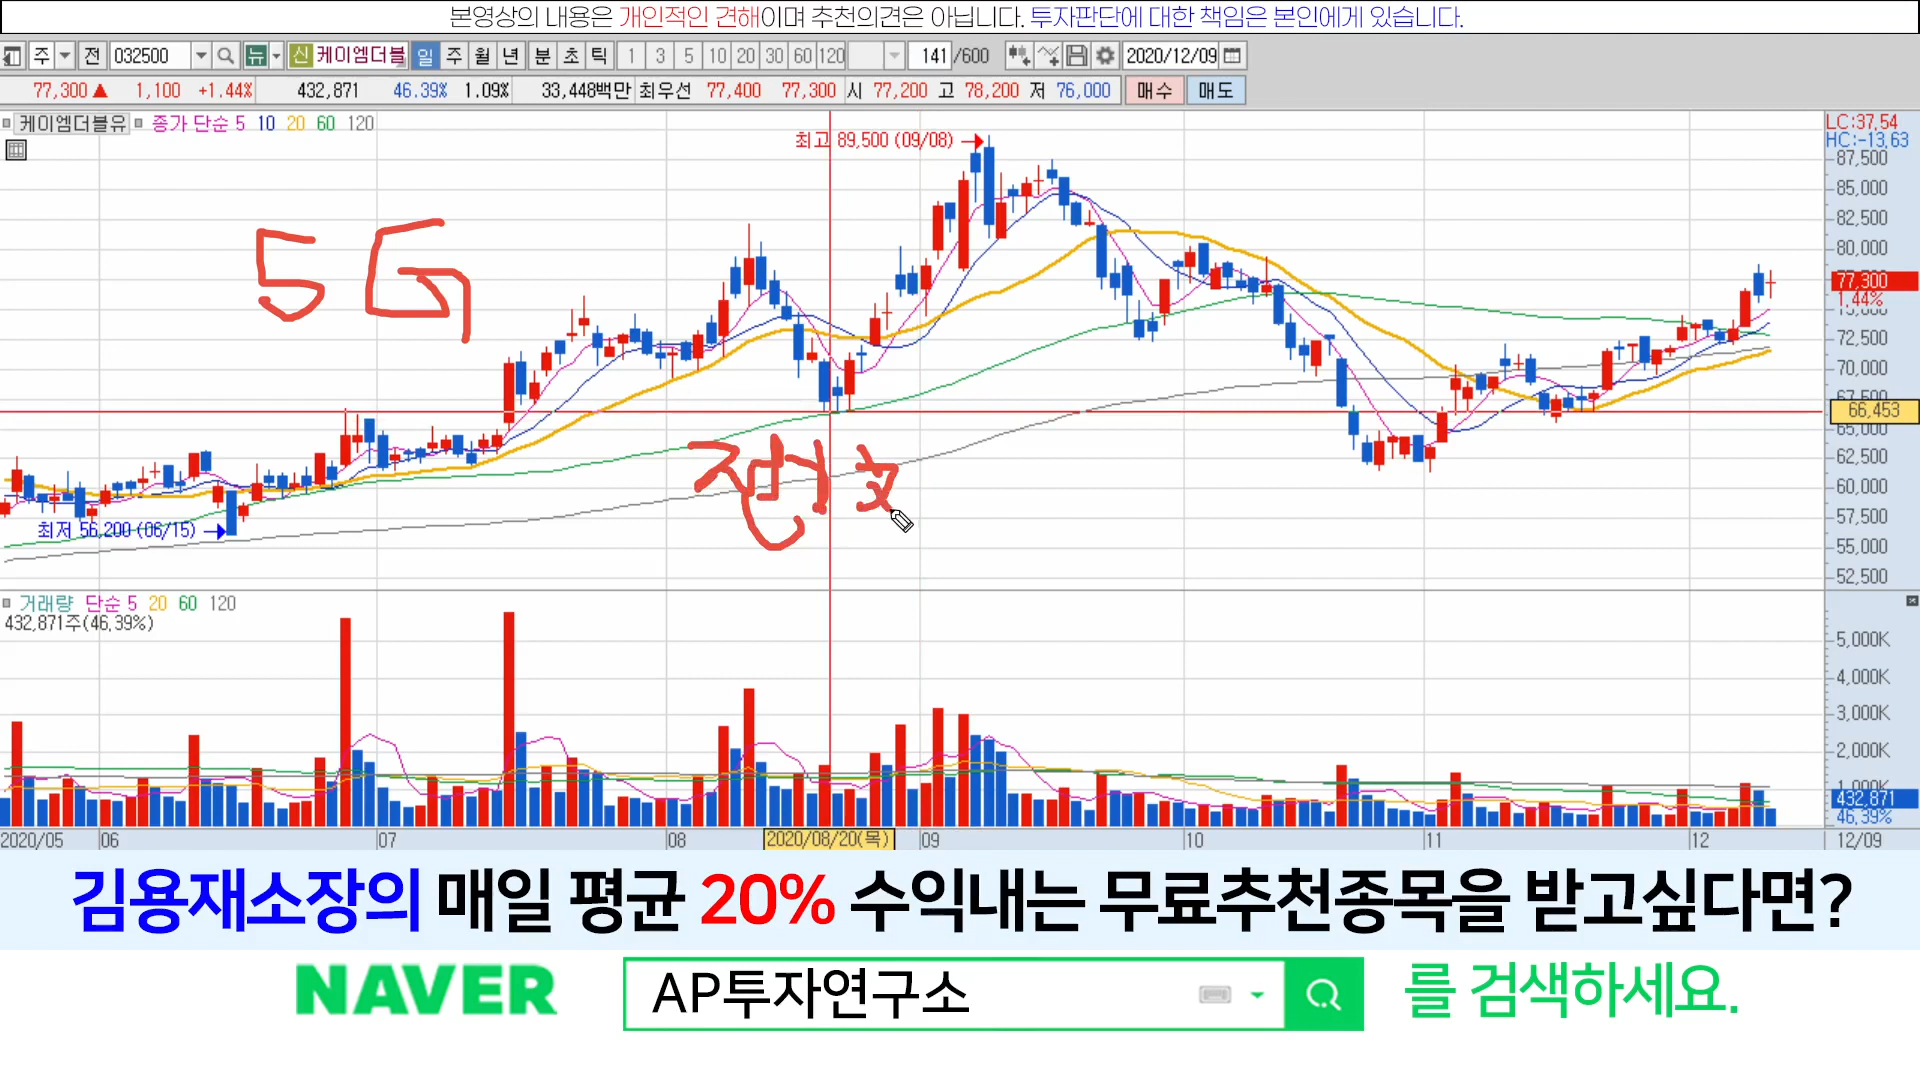 본영상의 내용은 개인적인 견해이며 추천의견은 아닙니다. 투자판단에 대한 책임은 본인에게 있습니다.
주 전 032500 뉴 신 케이엠더블 일 주 월 년 분 초 틱 1 3 5 10 20 30 60 120 141 /600 2020/12/09
77,300 ▲ 1,100 +1.44% 432,871 46.39% 1.09% 33,448백만 최우선 77,400 77,300 시 77,200 고 78,200 저 76,000 매수 매도
케이엠더블유 종가 단순 5 10 20 60 120
LC:37.54
HC:-13.63
최고 89,500 (09/08)
87,500
85,000
82,500
80,000
77,300
1.44%
72,500
70,000
66,453
65,000
62,500
60,000
57,500
55,000
52,500
5G
최저 56,200 (06/15)
거래량 단순 5 20 60 120
432,871주(46.39%)
5,000K
4,000K
3,000K
2,000K
432,871
46.39%
2020/05 06 07 08 2020/08/20(목) 09 10 11 12 12/09
김용재소장의 매일 평균 20% 수익내는 무료추천종목을 받고싶다면?
NAVER AP투자연구소 를 검색하세요.